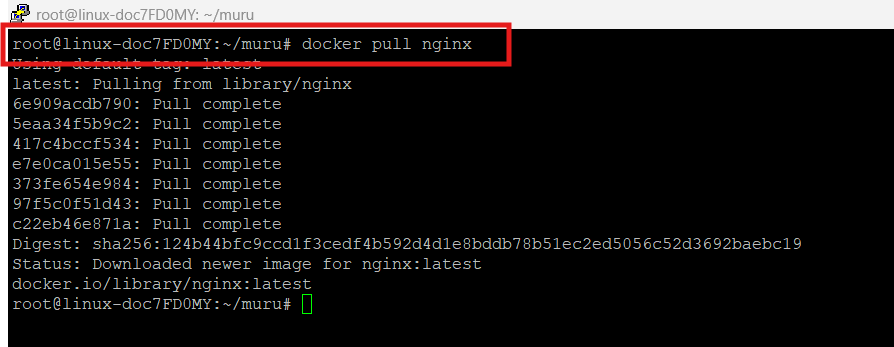 root@linux-doc7FD0MY: ~/muru
root@linux-doc7FD0MY:~/muru# docker pull nginx
Using default tag: latest
latest: Pulling from library/nginx
6e909acdb790: Pull complete
5eaa34f5b9c2: Pull complete
417c4bccf534: Pull complete
e7e0ca015e55: Pull complete
373fe654e984: Pull complete
97f5c0f51d43: Pull complete
c22eb46e871a: Pull complete
Digest: sha256:124b44bfc9ccd1f3cedf4b592d4d1e8bddb78b51ec2ed5056c52d3692baebc19
Status: Downloaded newer image for nginx:latest
docker.io/library/nginx:latest
root@linux-doc7FD0MY:~/muru#